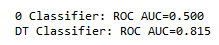 0 Classifier: ROC AUC=0.500
DT Classifier: ROC AUC=0.815